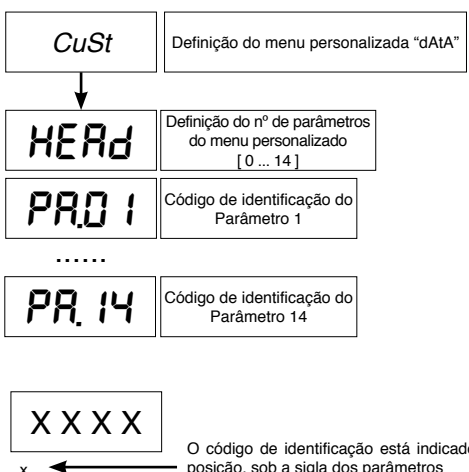 CuSt
Definição do menu personalizada “dAtA”
HEAd
Definição do nº de parâmetros
do menu personalizado
[ 0 ... 14 ]
PA.01
Código de identificação do
Parâmetro 1
......
PA.14
Código de identificação do
Parâmetro 14
X X X X
x
O código de identificação está indicado
posição, sob a sigla dos parâmetros